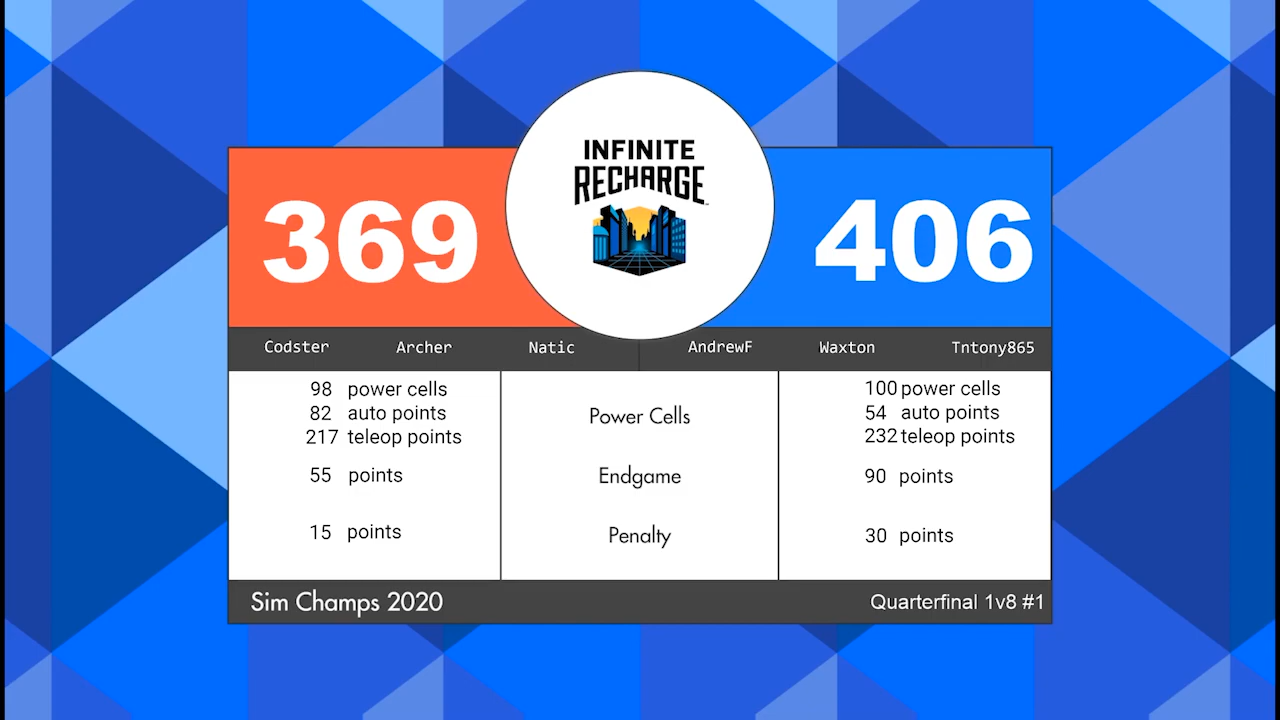 INFINITE
RECHARGE
369
406
Codster Archer Natic AndrewF Waxton Tntony865
98 power cells
82 auto points
217 teleop points
55 points
15 points
Power Cells
Endgame
Penalty
100 power cells
54 auto points
232 teleop points
90 points
30 points
Sim Champs 2020
Quarterfinal 1v8 #1